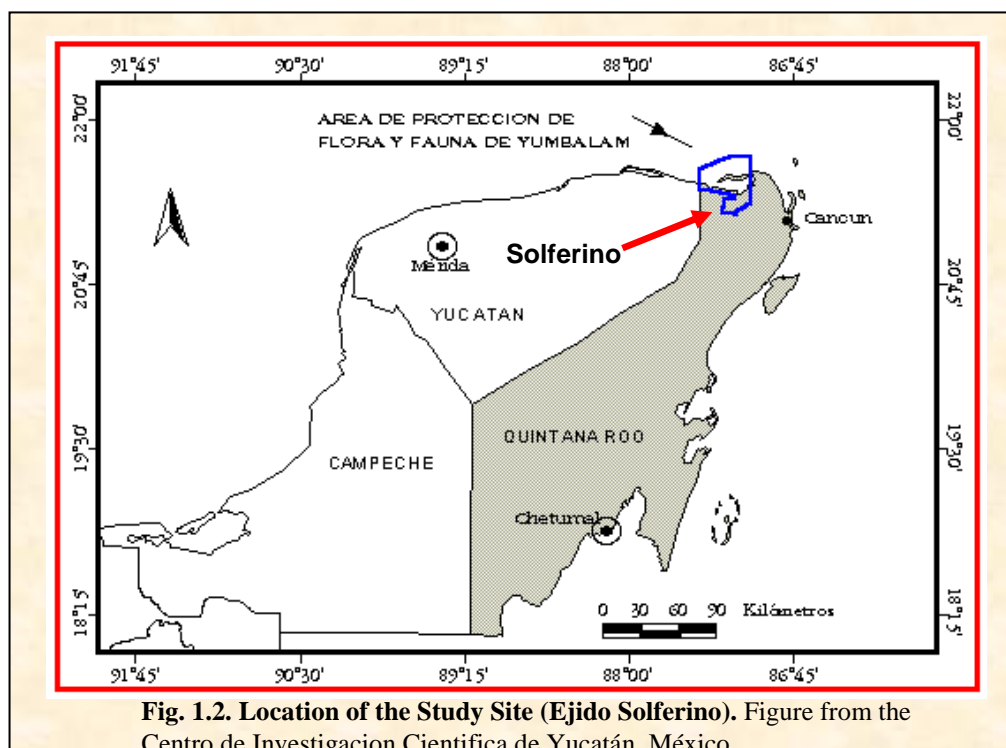 91°45' 90°30' 89°15' 88°00' 86°45'
22°00' 22°00'
AREA DE PROTECCION DE
FLORA Y FAUNA DE YUMBALAM
Cancun
Solferino
Mérida
20°45' 20°45'
YUCATAN
QUINTANA ROO
19°30' 19°30'
CAMPECHE
Chetumal
0 30 60 90 Kilámetros
18°15' 18°15'
91°45' 90°30' 89°15' 88°00' 86°45'
Fig. 1.2. Location of the Study Site (Ejido Solferino). Figure from the
Centro de Investigacion Cientifica de Yucatán, México